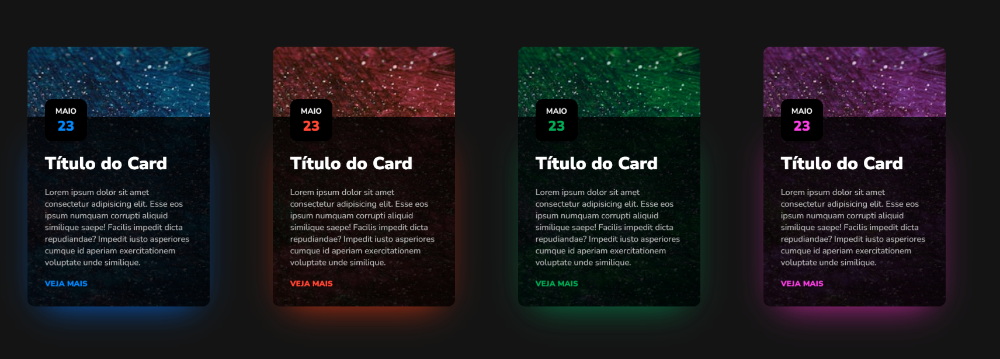 MAIO
23
Título do Card
Lorem ipsum dolor sit amet
consectetur adipisicing elit. Esse eos
ipsum numquam corrupti aliquid
similique saepe! Facilis impedit dicta
repudiandae? Impedit iusto asperiores
cumque id aperiam exercitationem
voluptate unde similique.
VEJA MAIS
MAIO
23
Título do Card
Lorem ipsum dolor sit amet
consectetur adipisicing elit. Esse eos
ipsum numquam corrupti aliquid
similique saepe! Facilis impedit dicta
repudiandae? Impedit iusto asperiores
cumque id aperiam exercitationem
voluptate unde similique.
VEJA MAIS
MAIO
23
Título do Card
Lorem ipsum dolor sit amet
consectetur adipisicing elit. Esse eos
ipsum numquam corrupti aliquid
similique saepe! Facilis impedit dicta
repudiandae? Impedit iusto asperiores
cumque id aperiam exercitationem
voluptate unde similique.
VEJA MAIS
MAIO
23
Título do Card
Lorem ipsum dolor sit amet
consectetur adipisicing elit. Esse eos
ipsum numquam corrupti aliquid
similique saepe! Facilis impedit dicta
repudiandae? Impedit iusto asperiores
cumque id aperiam exercitationem
voluptate unde similique.
VEJA MAIS